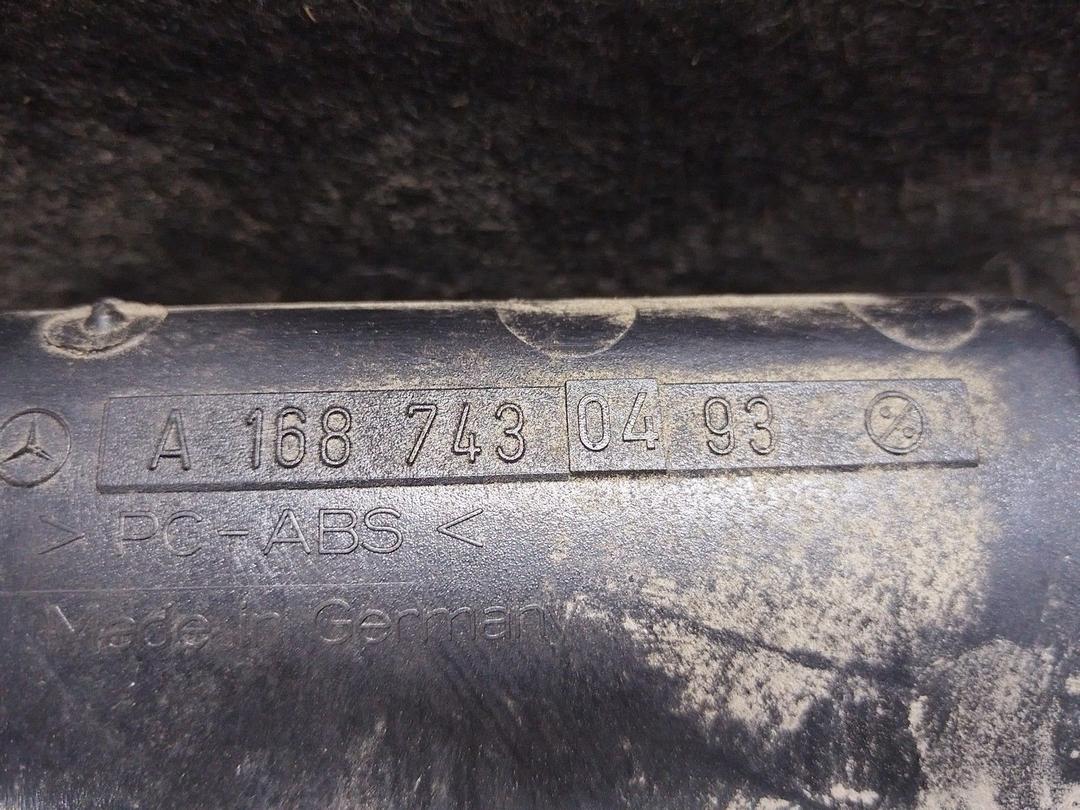 A 168 743 04 93
> PC-ABS <
Made in Germany